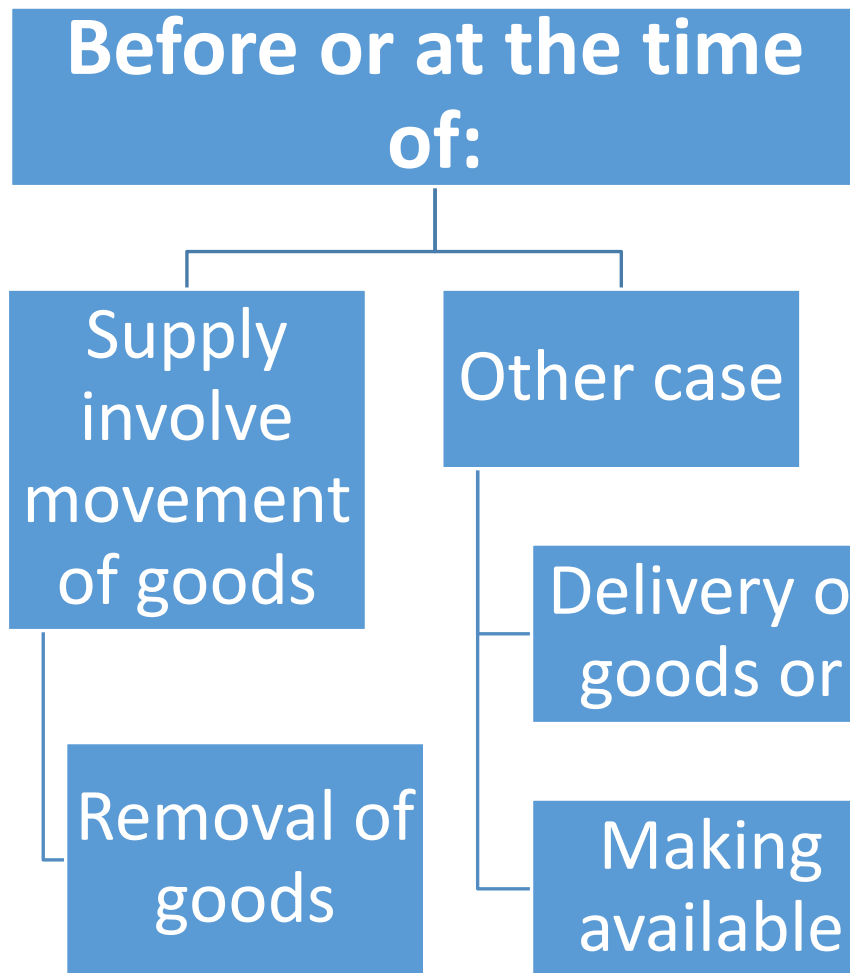 Before or at the time
of:
Supply
involve
movement
of goods
Other case
Delivery o
goods or
Removal of
goods
Making
available